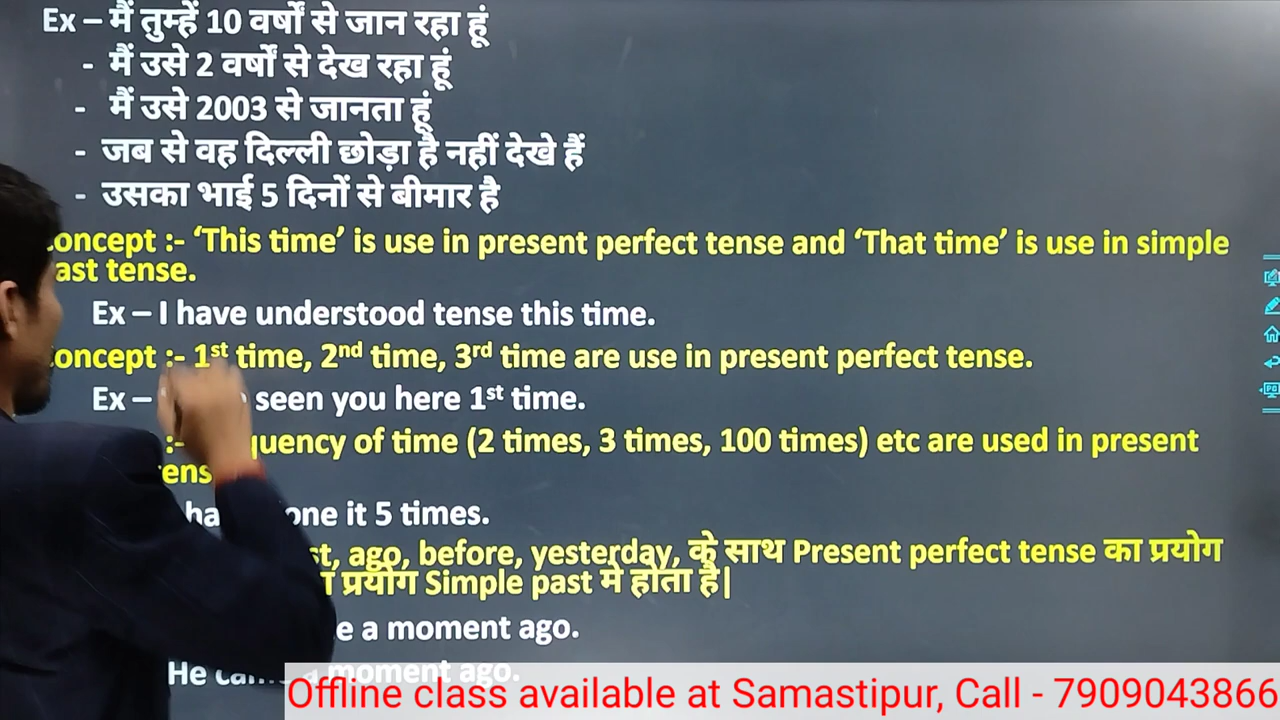 Ex – मैं तुम्हें 10 वर्षों से जान रहा हूं
- मैं उसे 2 वर्षों से देख रहा हूं
- मैं उसे 2003 से जानता हूं
- जब से वह दिल्ली छोड़ा है नहीं देखे हैं
- उसका भाई 5 दिनों से बीमार है
oncept :- ‘This time’ is use in present perfect tense and ‘That time’ is use in simple
ast tense.
Ex – I have understood tense this time.
oncept :- 1st time, 2nd time, 3rd time are use in present perfect tense.
Ex – seen you here 1st time.
:- quency of time (2 times, 3 times, 100 times) etc are used in present
ens
ha one it 5 times.
st, ago, before, yesterday, के साथ Present perfect tense का प्रयोग
प्रयोग Simple past मे होता है|
e a moment ago.
He a moment ago.
Offline class available at Samastipur, Call - 7909043866